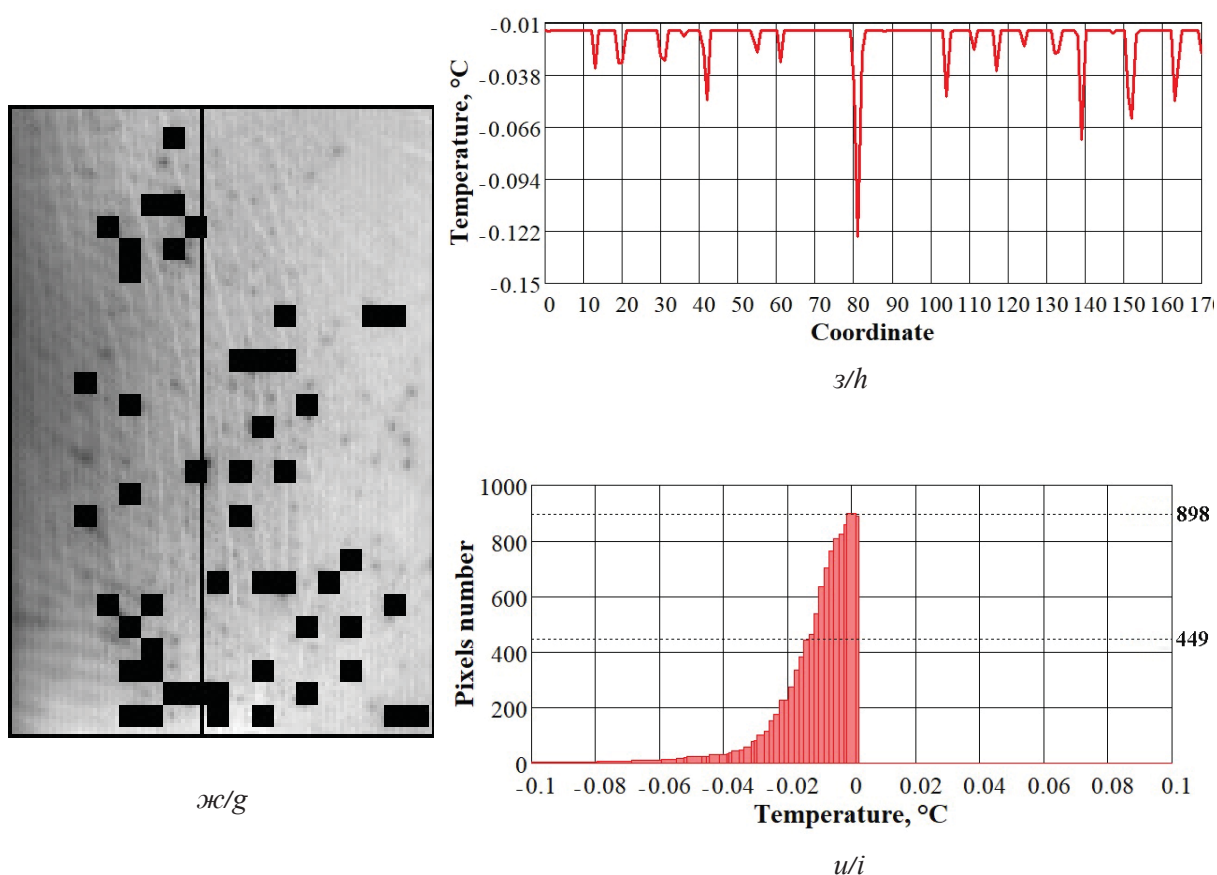 -0.01
-0.038
-0.066
-0.094
-0.122
-0.15
Temperature, °C
0 10 20 30 40 50 60 70 80 90 100 110 120 130 140 150 160 170
Coordinate
з/h
1000
800
600
400
200
0
Pixels number
898
449
-0.1 -0.08 -0.06 -0.04 -0.02 0 0.02 0.04 0.06 0.08 0.1
Temperature, °C
ж/g
и/i